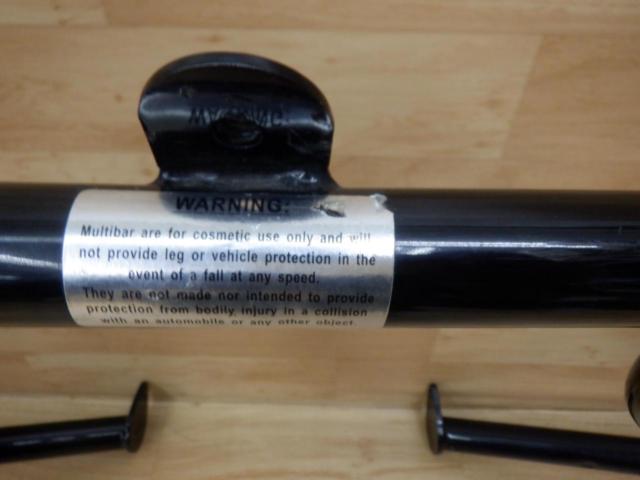 WARNING:
Multibar are for cosmetic use only and will
not provide leg or vehicle protection in the
event of a fall at any speed.
They are not made nor intended to provide
protection from bodily injury in a collision
with an automobile or any other object.